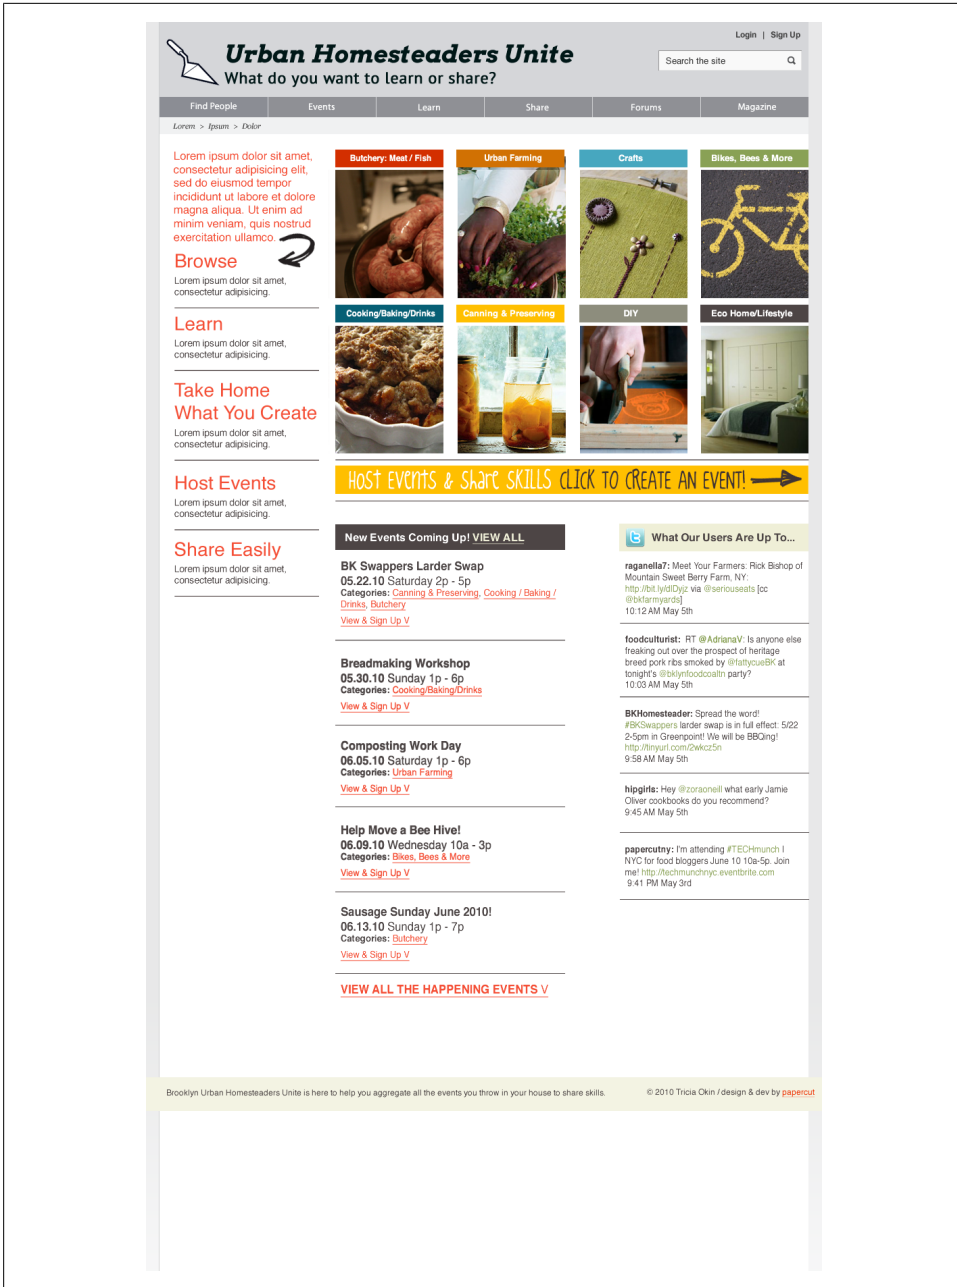 Login | Sign Up
Urban Homesteaders Unite
What do you want to learn or share?
Search the site
Find People
Events
Learn
Share
Forums
Magazine
Lorem > Ipsum > Dolor
Lorem ipsum dolor sit amet,
consectetur adipisicing elit,
sed do eiusmod tempor
incididunt ut labore et dolore
magna aliqua. Ut enim ad
minim veniam, quis nostrud
exercitation ullamco.
Browse
Lorem ipsum dolor sit amet,
consectetur adipisicing.
Learn
Lorem ipsum dolor sit amet,
consectetur adipisicing.
Take Home
What You Create
Lorem ipsum dolor sit amet,
consectetur adipisicing.
Host Events
Lorem ipsum dolor sit amet,
consectetur adipisicing.
Share Easily
Lorem ipsum dolor sit amet,
consectetur adipisicing.
Butchery: Meat / Fish
Urban Farming
Crafts
Bikes, Bees & More
Cooking/Baking/Drinks
Canning & Preserving
DIY
Eco Home/Lifestyle
HOST EVENTS & SHARE SKILLS CLICK TO CREATE AN EVENT!
New Events Coming Up! VIEW ALL
BK Swappers Larder Swap
05.22.10 Saturday 2p - 5p
Categories: Canning & Preserving, Cooking / Baking /
Drinks, Butchery
View & Sign Up V
Breadmaking Workshop
05.30.10 Sunday 1p - 6p
Categories: Cooking/Baking/Drinks
View & Sign Up V
Composting Work Day
06.05.10 Saturday 1p - 6p
Categories: Urban Farming
View & Sign Up V
Help Move a Bee Hive!
06.09.10 Wednesday 10a - 3p
Categories: Bikes, Bees & More
View & Sign Up V
Sausage Sunday June 2010!
06.13.10 Sunday 1p - 7p
Categories: Butchery
View & Sign Up V
VIEW ALL THE HAPPENING EVENTS V
What Our Users Are Up To...
raganella7: Meet Your Farmers: Rick Bishop of
Mountain Sweet Berry Farm, NY:
http://bit.ly/dlDyjz via @seriouseats [cc
@bkfarmyards]
10:12 AM May 5th
foodculturist: RT @AdrianaV: Is anyone else
freaking out over the prospect of heritage
breed pork ribs smoked by @fattycueBK at
tonight's @bklynfoodcoaltn party?
10:03 AM May 5th
BKHomesteader: Spread the word!
#BKSwappers larder swap is in full effect: 5/22
2-5pm in Greenpoint! We will be BBQing!
http://tinyurl.com/2wkcz5n
9:58 AM May 5th
hipgirls: Hey @zoraoneill what early Jamie
Oliver cookbooks do you recommend?
9:45 AM May 5th
papercutny: I'm attending #TECHmunch I
NYC for food bloggers June 10 10a-5p. Join
me! http://techmunchnyc.eventbrite.com
9:41 PM May 3rd
Brooklyn Urban Homesteaders Unite is here to help you aggregate all the events you throw in your house to share skills.
© 2010 Tricia Okin / design & dev by papercut